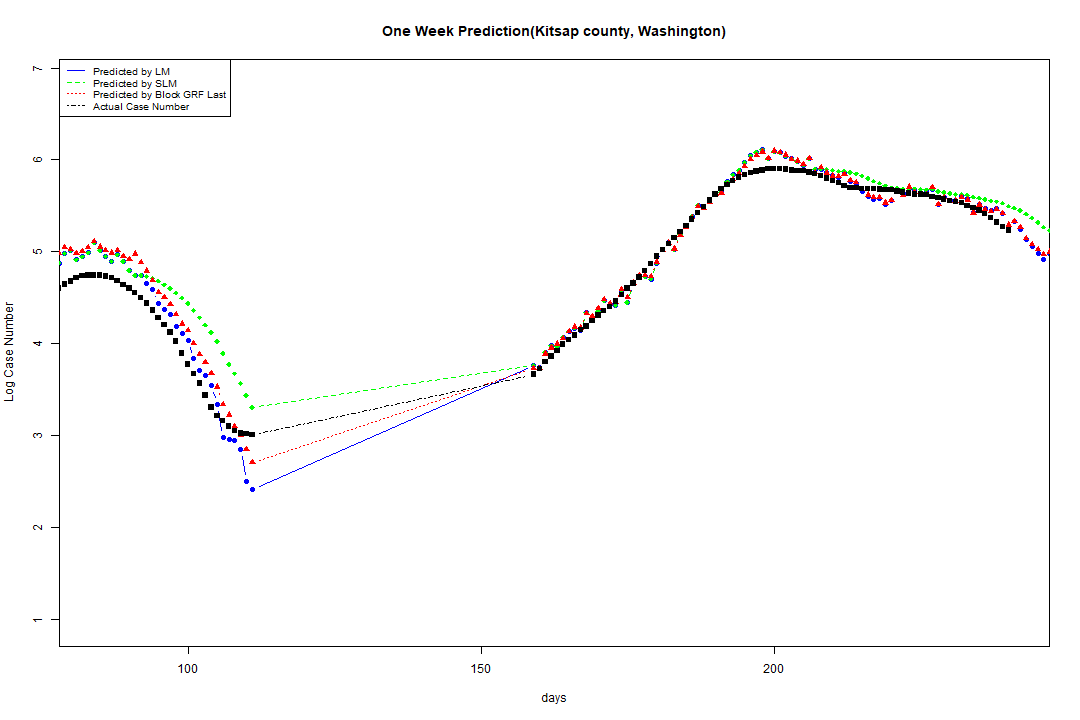 One Week Prediction(Kitsap county, Washington)
7
Predicted by LM
Predicted by SLM
Predicted by Block GRF Last
Actual Case Number
6
5
4
3
2
1
Log Case Number
100
150
200
days